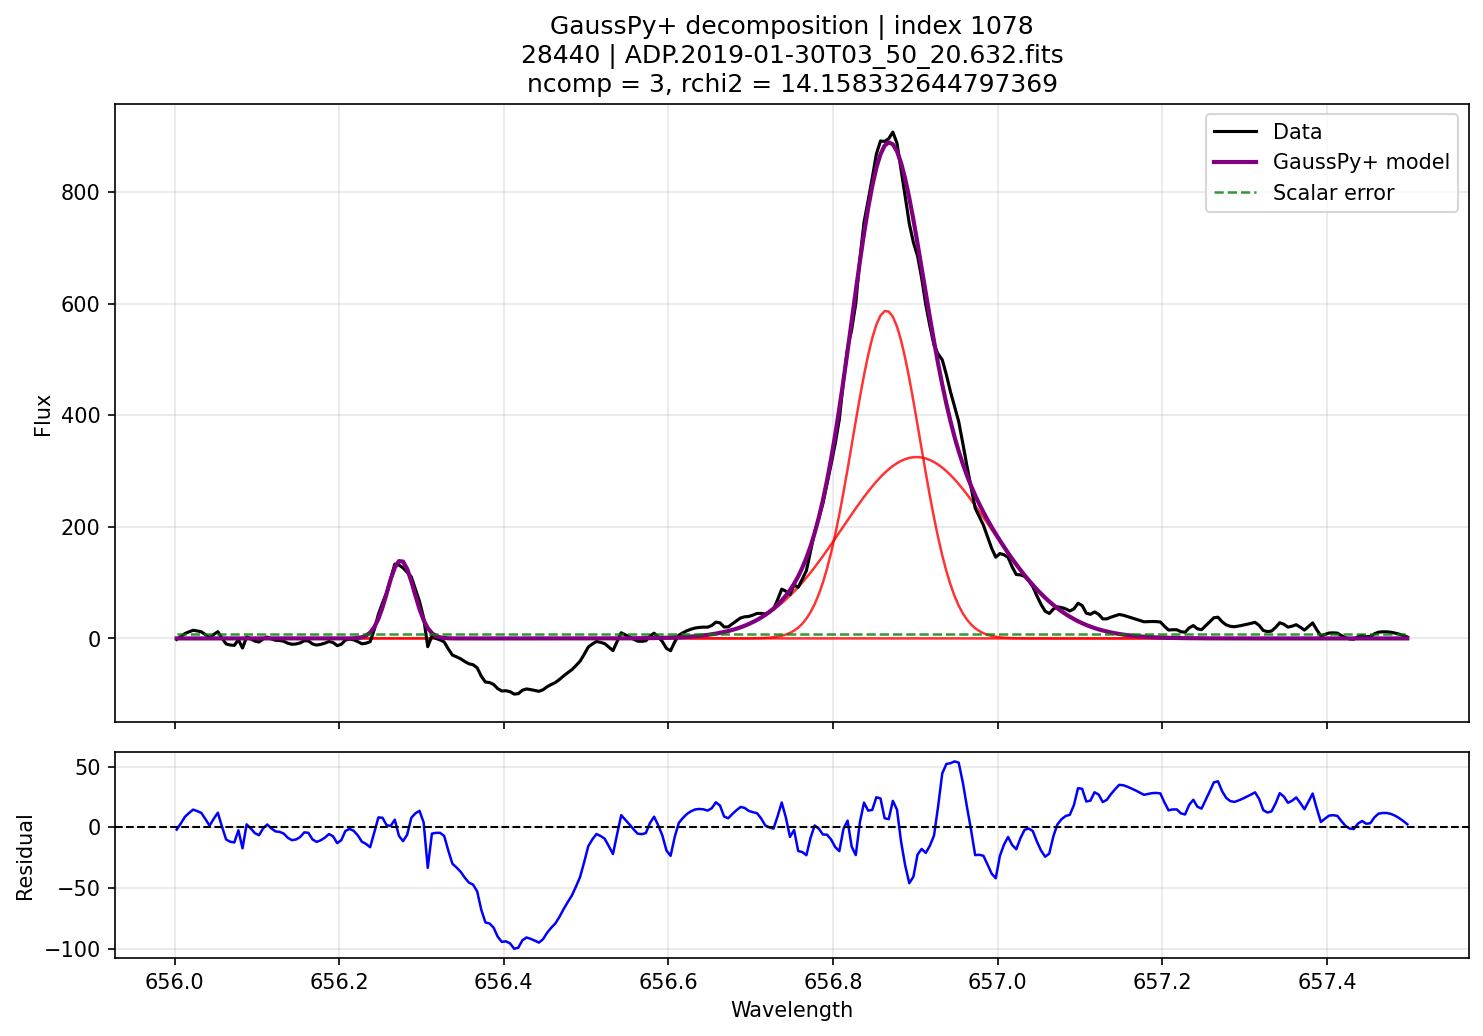 GaussPy+ decomposition | index 1078
28440 | ADP.2019-01-30T03_50_20.632.fits
ncomp = 3, rchi2 = 14.158332644797369
Data
GaussPy+ model
Scalar error
800
600
400
200
0
Flux
50
0
−50
−100
Residual
656.0 656.2 656.4 656.6 656.8 657.0 657.2 657.4
Wavelength